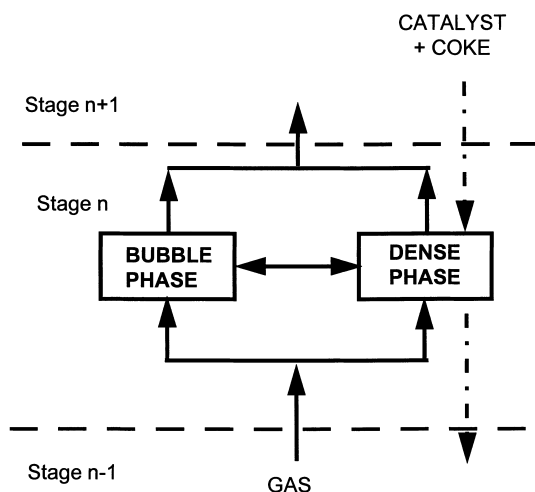 CATALYST
+ COKE
Stage n+1
Stage n
BUBBLE
PHASE
DENSE
PHASE
Stage n-1
GAS